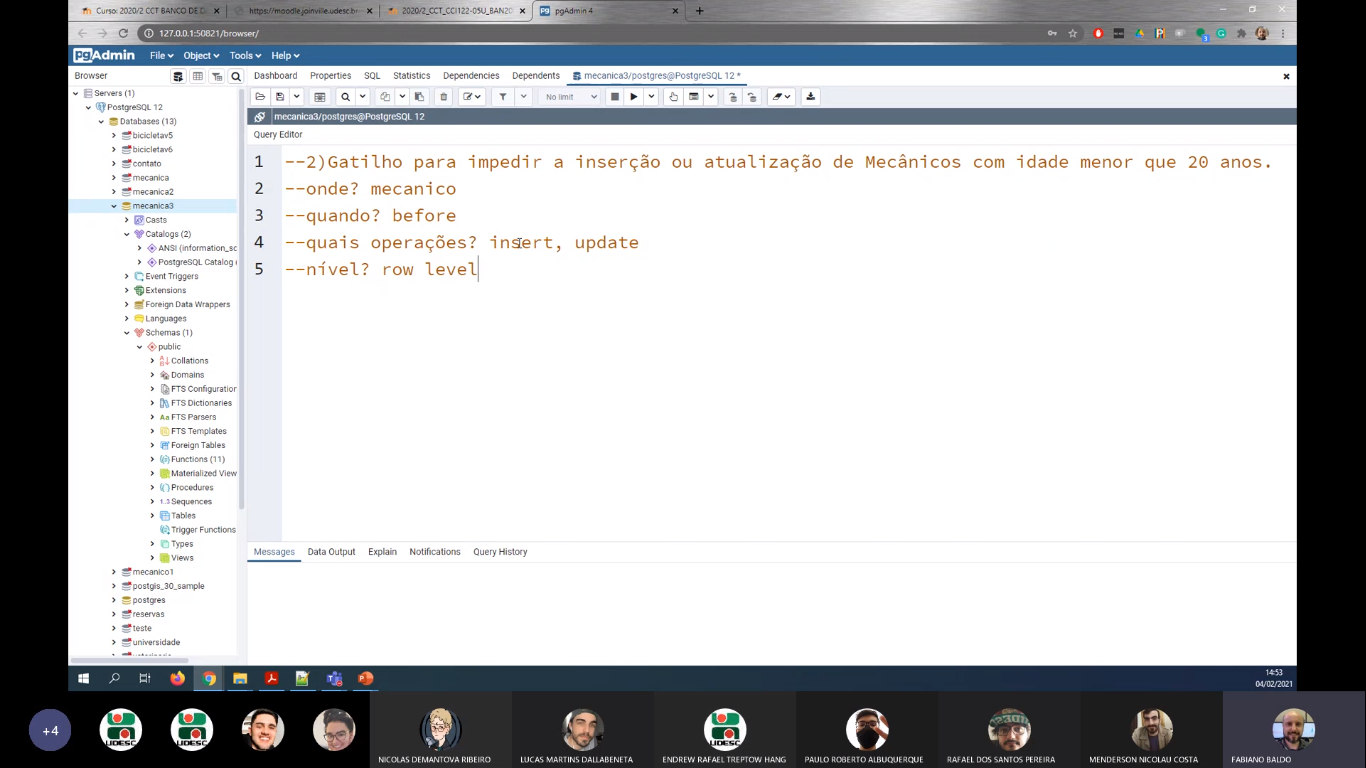 Course: 2020/2 CCT BANCO DE D
https://moodle.joinville.udesc.br
2020/2_CCT_CCI122-05U_BAN20
pgAdmin 4
127.0.0.1:50821/browser/
pgAdmin
File
Object
Tools
Help
Browser
Dashboard
Properties
SQL
Statistics
Dependencies
Dependents
mecanica3/postgres@PostgreSQL 12 *
No limit
mecanica3/postgres@PostgreSQL 12
Query Editor
Servers (1)
PostgreSQL 12
Databases (13)
bicicletav5
bicicletav6
contato
mecanica
mecanica2
mecanica3
Casts
Catalogs (2)
ANSI (information_sc
PostgreSQL Catalog (
Event Triggers
Extensions
Foreign Data Wrappers
Languages
Schemas (1)
public
Collations
Domains
FTS Configuration
FTS Dictionaries
FTS Parsers
FTS Templates
Foreign Tables
Functions (11)
Materialized View
Procedures
1..3 Sequences
Tables
Trigger Functions
Types
Views
mecanico1
postgis_30_sample
postgres
reservas
teste
universidade
1 --2)Gatilho para impedir a inserção ou atualização de Mecânicos com idade menor que 20 anos.
2 --onde? mecanico
3 --quando? before
4 --quais operações? insert, update
5 --nível? row level
Messages
Data Output
Explain
Notifications
Query History
14:53
04/02/2021
+4
UDESC
UDESC
UDESC
NICOLAS DEMANTOVA RIBEIRO
LUCAS MARTINS DALLABENETA
ENDREW RAFAEL TREPTOW HANG
PAULO ROBERTO ALBUQUERQUE
RAFAEL DOS SANTOS PEREIRA
MENDERSON NICOLAU COSTA
FABIANO BALDO